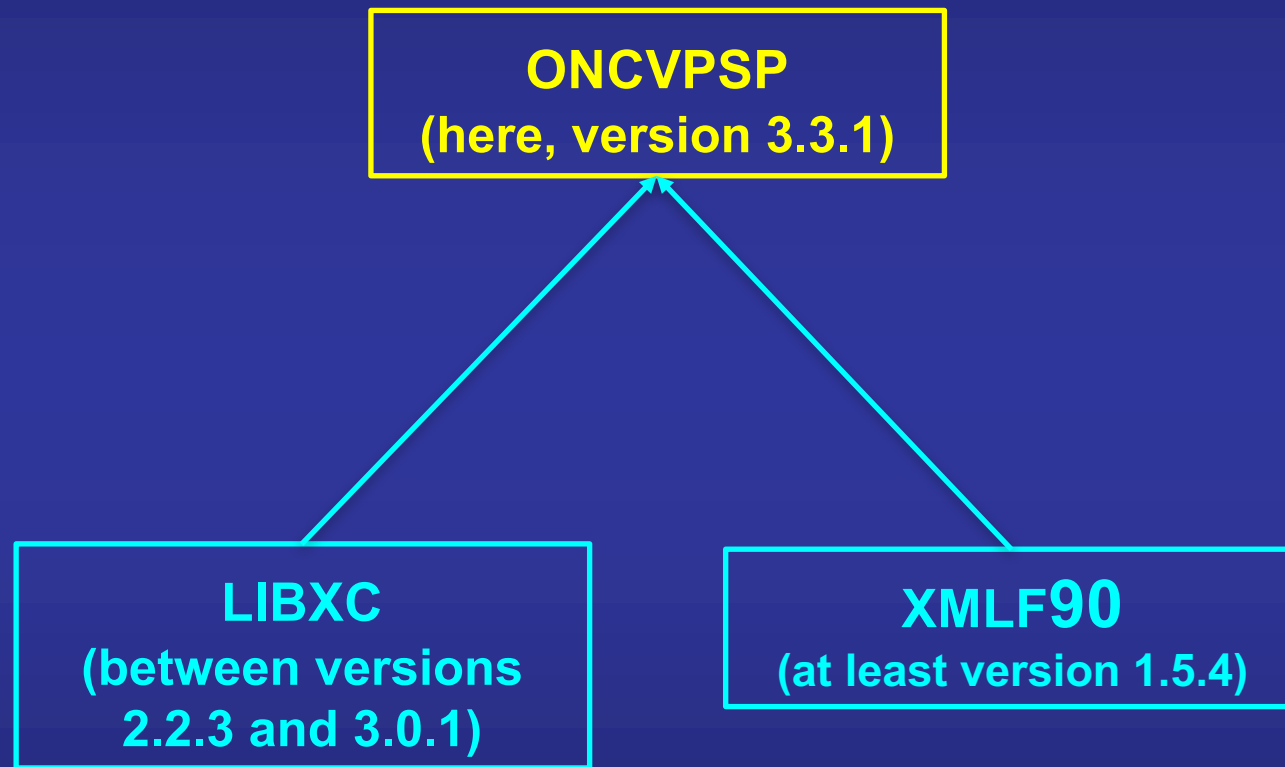 ONCVPSP
(here, version 3.3.1)
LIBXC
(between versions
2.2.3 and 3.0.1)
XMLF90
(at least version 1.5.4)